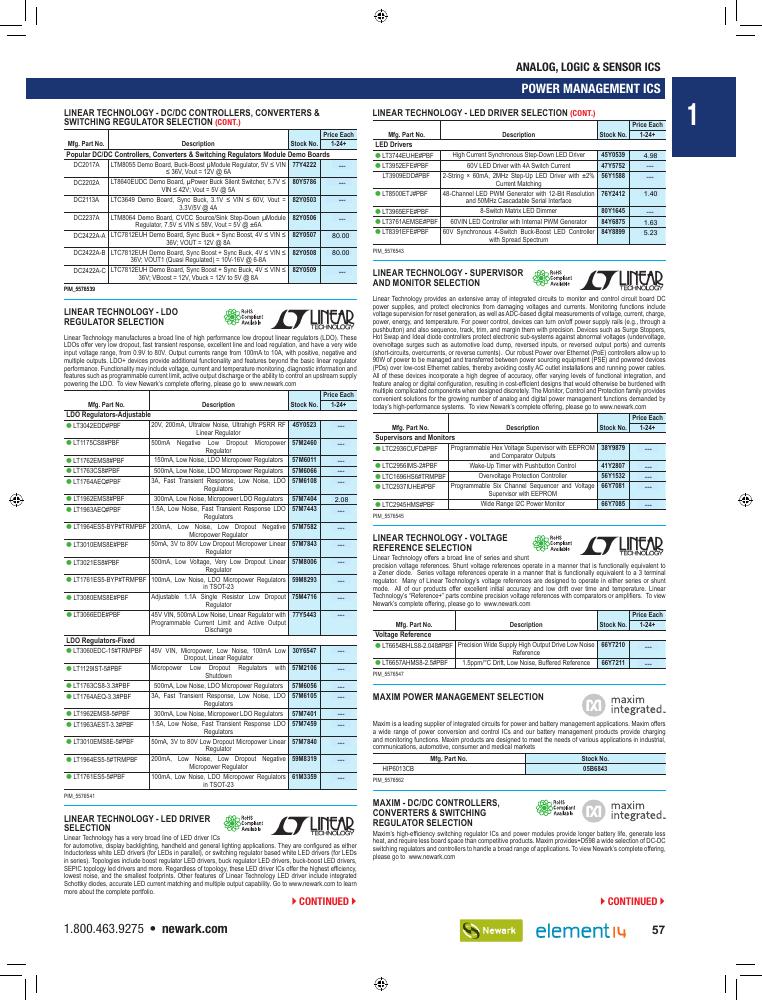 ANALOG, LOGIC & SENSOR ICS
POWER MANAGEMENT ICS
1
LINEAR TECHNOLOGY - DC/DC CONTROLLERS, CONVERTERS &
SWITCHING REGULATOR SELECTION (CONT.)
Price Each
Mfg. Part No. Description Stock No. 1-24+
Popular DC/DC Controllers, Converters & Switching Regulators Module Demo Boards
DC2017A LTM8055 Demo Board, Buck-Boost µModule Regulator, 5V ≤ VIN 77Y4222 ---
≤ 36V, Vout = 12V @ 6A
DC2202A LT8640EUDC Demo Board, µPower Buck Silent Switcher, 5.7V ≤ 80Y5786 ---
VIN ≤ 42V; Vout = 5V @ 5A
DC2113A LTC3649 Demo Board, Sync Buck, 3.1V ≤ VIN ≤ 60V, Vout = 82Y0503 ---
3.3V/5V @ 4A
DC2237A LTM8064 Demo Board, CVCC Source/Sink Step-Down µModule 82Y0506 ---
Regulator, 7.5V ≤ VIN ≤ 58V, Vout = 5V @ ±6A
DC2422A-A LTC7812EUH Demo Board, Sync Buck + Sync Boost, 4V ≤ VIN ≤ 82Y0507 80.00
36V; VOUT = 12V @ 8A
DC2422A-B LTC7812EUH Demo Board, Sync Boost + Sync Buck, 4V ≤ VIN ≤ 82Y0508 80.00
36V; VOUT1 (Quasi Regulated) = 10V-16V @ 6-8A
DC2422A-C LTC7812EUH Demo Board, Sync Boost + Sync Buck, 4V ≤ VIN ≤ 82Y0509 ---
36V; VBoost = 12V, Vbuck = 12V to 5V @ 8A
PIM_5576539
LINEAR TECHNOLOGY - LDO
REGULATOR SELECTION
RoHS
Compliant
Available
LINEAR
TECHNOLOGY
Linear Technology manufactures a broad line of high performance low dropout linear regulators (LDO). These
LDOs offer very low dropout, fast transient response, excellent line and load regulation, and have a very wide
input voltage range, from 0.9V to 80V. Output currents range from 100mA to 10A, with positive, negative and
multiple outputs. LDO+ devices provide additional functionality and features beyond the basic linear regulator
performance. Functionality may include voltage, current and temperature monitoring, diagnostic information and
features such as programmable current limit, active output discharge or the ability to control an upstream supply
powering the LDO. To View Newark's complete offering, please go to www.newark.com
Price Each
Mfg. Part No. Description Stock No. 1-24+
LDO Regulators-Adjustable
LT3042EDD#PBF 20V, 200mA, Ultralow Noise, Ultrahigh PSRR RF 45Y0523 ---
Linear Regulator
LT1175CS8#PBF 500mA Negative Low Dropout Micropower 57M2460 ---
Regulator
LT1762EMS8#PBF 150mA, Low Noise, LDO Micropower Regulators 57M6011 ---
LT1763CS8#PBF 500mA, Low Noise, LDO Micropower Regulators 57M6066 ---
LT1764AEQ#PBF 3A, Fast Transient Response, Low Noise, LDO 57M6108 ---
Regulators
LT1962EMS8#PBF 300mA, Low Noise, Micropower LDO Regulators 57M7404 2.08
LT1963AEQ#PBF 1.5A, Low Noise, Fast Transient Response LDO 57M7443 ---
Regulators
LT1964ES5-BYP#TRMPBF 200mA, Low Noise, Low Dropout Negative 57M7582 ---
Micropower Regulator
LT3010EMS8E#PBF 50mA, 3V to 80V Low Dropout Micropower Linear 57M7843 ---
Regulator
LT3021ES8#PBF 500mA, Low Voltage, Very Low Dropout Linear 57M8006 ---
Regulator
LT1761ES5-BYP#TRMPBF 100mA, Low Noise, LDO Micropower Regulators 59M8293 ---
in TSOT-23
LT3080EMS8E#PBF Adjustable 1.1A Single Resistor Low Dropout 75M4716 ---
Regulator
LT3066EDE#PBF 45V VIN, 500mA Low Noise, Linear Regulator with 77Y5443 ---
Programmable Current Limit and Active Output
Discharge
LDO Regulators-Fixed
LT3060EDC-15#TRMPBF 45V VIN, Micropower, Low Noise, 100mA Low 30Y6547 ---
Dropout, Linear Regulator
LT1129IST-5#PBF Micropower Low Dropout Regulators with 57M2106 ---
Shutdown
LT1763CS8-3.3#PBF 500mA, Low Noise, LDO Micropower Regulators 57M6056 ---
LT1764AEQ-3.3#PBF 3A, Fast Transient Response, Low Noise, LDO 57M6105 ---
Regulators
LT1962EMS8-5#PBF 300mA, Low Noise, Micropower LDO Regulators 57M7401 ---
LT1963AEST-3.3#PBF 1.5A, Low Noise, Fast Transient Response LDO 57M7459 ---
Regulators
LT3010EMS8E-5#PBF 50mA, 3V to 80V Low Dropout Micropower Linear 57M7840 ---
Regulator
LT1964ES5-5#TRMPBF 200mA, Low Noise, Low Dropout Negative 59M8319 ---
Micropower Regulator
LT1761ES5-5#PBF 100mA, Low Noise, LDO Micropower Regulators 61M3359 ---
in TSOT-23
PIM_5576541
LINEAR TECHNOLOGY - LED DRIVER
SELECTION
RoHS
Compliant
Available
LINEAR
TECHNOLOGY
Linear Technology has a very broad line of LED driver ICs
for automotive, display backlighting, handheld and general lighting applications. They are configured as either
inductorless white LED drivers (for LEDs in parallel), or switching regulator based white LED drivers (for LEDs
in series). Topologies include boost regulator LED drivers, buck regulator LED drivers, buck-boost LED drivers,
SEPIC topology led drivers and more. Regardless of topology, these LED driver ICs offer the highest efficiency,
lowest noise, and the smallest footprints. Other features of Linear Technology LED driver include integrated
Schottky diodes, accurate LED current matching and multiple output capability. Go to www.newark.com to learn
more about the complete portfolio.
CONTINUED
LINEAR TECHNOLOGY - LED DRIVER SELECTION (CONT.)
Price Each
Mfg. Part No. Description Stock No. 1-24+
LED Drivers
LT3744EUHE#PBF High Current Synchronous Step-Down LED Driver 45Y0539 4.98
LT3952EFE#PBF 60V LED Driver with 4A Switch Current 47Y5752 ---
LT3909EDD#PBF 2-String × 60mA, 2MHz Step-Up LED Driver with ±2% 56Y1588 ---
Current Matching
LT8500ETJ#PBF 48-Channel LED PWM Generator with 12-Bit Resolution 76Y2412 1.40
and 50MHz Cascadable Serial Interface
LT3965EFE#PBF 8-Switch Matrix LED Dimmer 80Y1645 ---
LT3761AEMSE#PBF 60VIN LED Controller with Internal PWM Generator 84Y6875 1.63
LT8391EFE#PBF 60V Synchronous 4-Switch Buck-Boost LED Controller 84Y8899 5.23
with Spread Spectrum
PIM_5576543
LINEAR TECHNOLOGY - SUPERVISOR
AND MONITOR SELECTION
RoHS
Compliant
Available
LINEAR
TECHNOLOGY
Linear Technology provides an extensive array of integrated circuits to monitor and control circuit board DC
power supplies, and protect electronics from damaging voltages and currents. Monitoring functions include
voltage supervision for reset generation, as well as ADC-based digital measurements of voltage, current, charge,
power, energy, and temperature. For power control, devices can turn on/off power supply rails (e.g., through a
pushbutton) and also sequence, track, trim, and margin them with precision. Devices such as Surge Stoppers,
Hot Swap and Ideal diode controllers protect electronic sub-systems against abnormal voltages (undervoltage,
overvoltage surges such as automotive load dump, reversed inputs, or reversed output ports) and currents
(short-circuits, overcurrents, or reverse currents). Our robust Power over Ethernet (PoE) controllers allow up to
90W of power to be managed and transferred between power sourcing equipment (PSE) and powered devices
(PDs) over low-cost Ethernet cables, thereby avoiding costly AC outlet installations and running power cables.
All of these devices incorporate a high degree of accuracy, offer varying levels of functional integration, and
feature analog or digital configuration, resulting in cost-efficient designs that would otherwise be burdened with
multiple complicated components when designed discretely. The Monitor, Control and Protection family provides
convenient solutions for the growing number of analog and digital power management functions demanded by
today's high-performance systems. To view Newark's complete offering, please go to www.newark.com
Price Each
Mfg. Part No. Description Stock No. 1-24+
Supervisors and Monitors
LTC2936CUFD#PBF Programmable Hex Voltage Supervisor with EEPROM 38Y9879 ---
and Comparator Outputs
LTC2956IMS-2#PBF Wake-Up Timer with Pushbutton Control 41Y2807 ---
LTC1696HS6#TRMPBF Overvoltage Protection Controller 56Y1532 ---
LTC2937IUHE#PBF Programmable Six Channel Sequencer and Voltage 66Y7081 ---
Supervisor with EEPROM
LTC2945HMS#PBF Wide Range I2C Power Monitor 66Y7085 ---
PIM_5576545
LINEAR TECHNOLOGY - VOLTAGE
REFERENCE SELECTION
RoHS
Compliant
Available
LINEAR
TECHNOLOGY
Linear Technology offers a broad line of series and shunt
precision voltage references. Shunt voltage references operate in a manner that is functionally equivalent to
a Zener diode. Series voltage references operate in a manner that is functionally equivalent to a 3 terminal
regulator. Many of Linear Technology's voltage references are designed to operate in either series or shunt
mode. All of our products offer excellent initial accuracy and low drift over time and temperature. Linear
Technology's "Reference+" parts combine precision voltage references with comparators or amplifiers. To view
Newark's complete offering, please go to www.newark.com
Price Each
Mfg. Part No. Description Stock No. 1-24+
Voltage Reference
LT6654BHLS8-2.048#PBF Precision Wide Supply High Output Drive Low Noise 66Y7210 ---
Reference
LT6657AHMS8-2.5#PBF 1.5ppm/°C Drift, Low Noise, Buffered Reference 66Y7211 ---
PIM_5576547
MAXIM POWER MANAGEMENT SELECTION
maxim
integrated™
Maxim is a leading supplier of integrated circuits for power and battery management applications. Maxim offers
a wide range of power conversion and control ICs and our battery management products provide charging
and monitoring functions. Maxim products are designed to meet the needs of various applications in industrial,
communications, automotive, consumer and medical markets
Mfg. Part No. Stock No.
HIP6013CB 05B6843
PIM_5576562
MAXIM - DC/DC CONTROLLERS,
CONVERTERS & SWITCHING
REGULATOR SELECTION
RoHS
Compliant
Available
maxim
integrated™
Maxim's high-efficiency switching regulator ICs and power modules provide longer battery life, generate less
heat, and require less board space than competitive products. Maxim provides+D598 a wide selection of DC-DC
switching regulators and controllers to handle a broad range of applications. To view Newark's complete offering,
please go to www.newark.com
CONTINUED
1.800.463.9275 • newark.com
Newark
element14
57